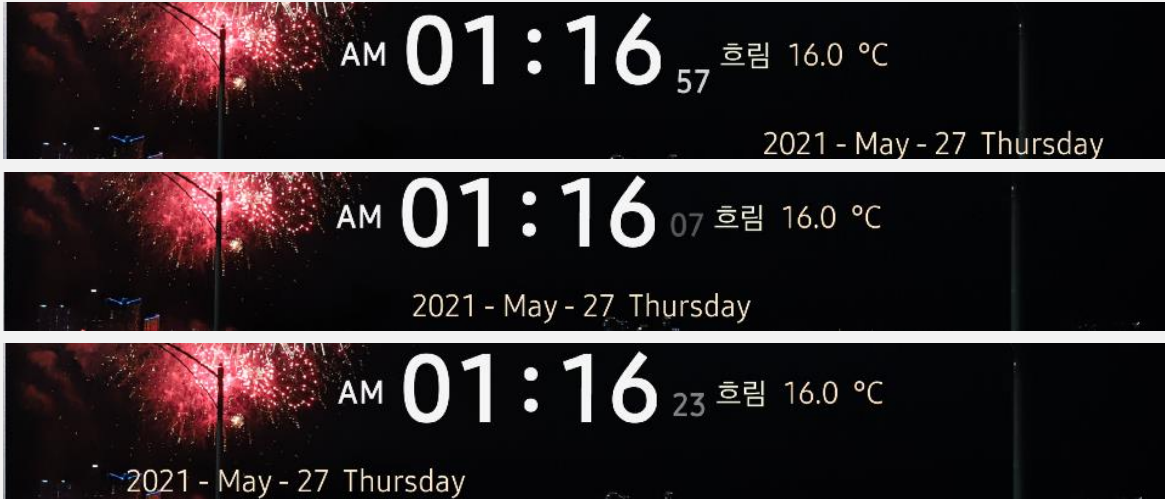 AM 01:16 57 흐림 16.0 °C
2021 - May - 27 Thursday
AM 01:16 07 흐림 16.0 °C
2021 - May - 27 Thursday
AM 01:16 23 흐림 16.0 °C
2021 - May - 27 Thursday